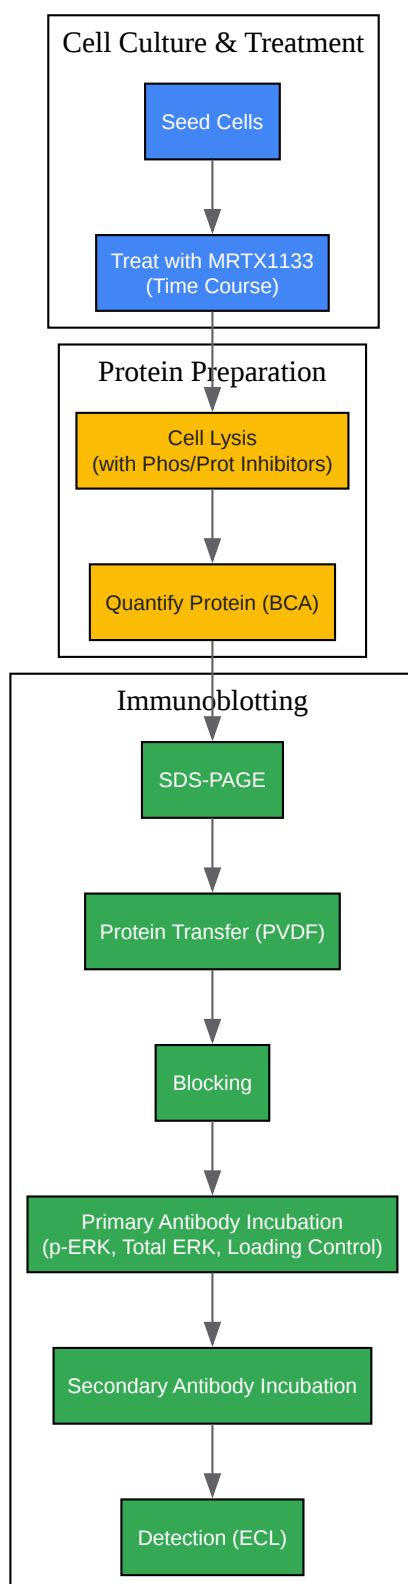 Cell Culture & Treatment
Seed Cells
Treat with MRTX1133
(Time Course)
Protein Preparation
Cell Lysis
(with Phos/Prot Inhibitors)
Quantify Protein (BCA)
Immunoblotting
SDS-PAGE
Protein Transfer (PVDF)
Blocking
Primary Antibody Incubation
(p-ERK, Total ERK, Loading Control)
Secondary Antibody Incubation
Detection (ECL)